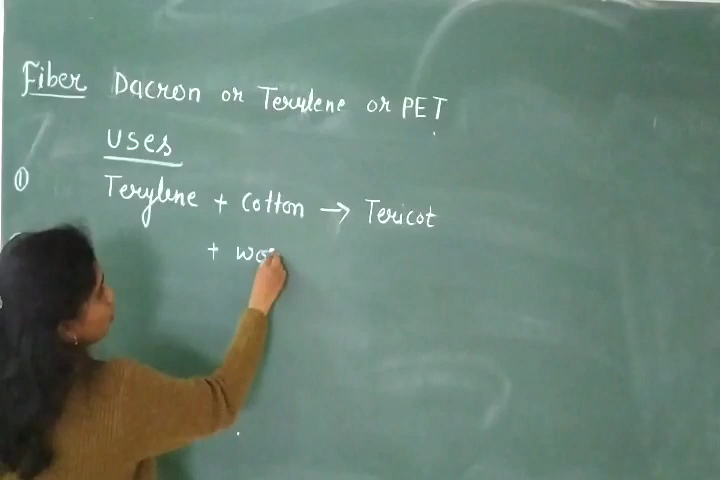 Fiber Dacron or Terylene or PET
Uses
① Terylene + Cotton → Tericot
+ wo